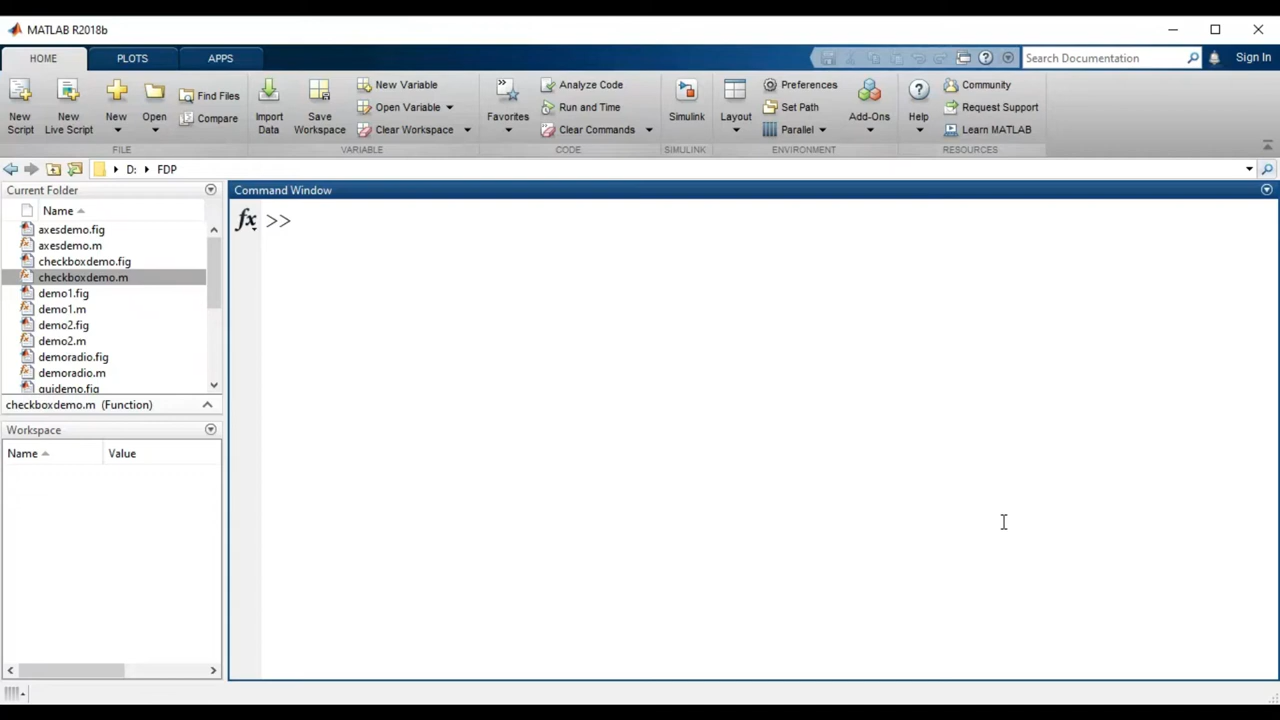 MATLAB R2018b
HOME PLOTS APPS Search Documentation Sign In
New Script New Live Script New Open Find Files Compare Import Data Save Workspace New Variable Open Variable Clear Workspace Favorites Analyze Code Run and Time Clear Commands Simulink Layout Preferences Set Path Parallel Add-Ons Help Community Request Support Learn MATLAB
FILE VARIABLE CODE SIMULINK ENVIRONMENT RESOURCES
D: FDP
Current Folder
Name
axesdemo.fig
axesdemo.m
checkboxdemo.fig
checkboxdemo.m
demo1.fig
demo1.m
demo2.fig
demo2.m
demoradio.fig
demoradio.m
guidemo.fig
checkboxdemo.m (Function)
Workspace
Name Value
Command Window
fx >>